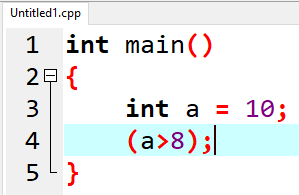 Untitled1.cpp
1 int main()
2 {
3 int a = 10;
4 (a>8);
5 }